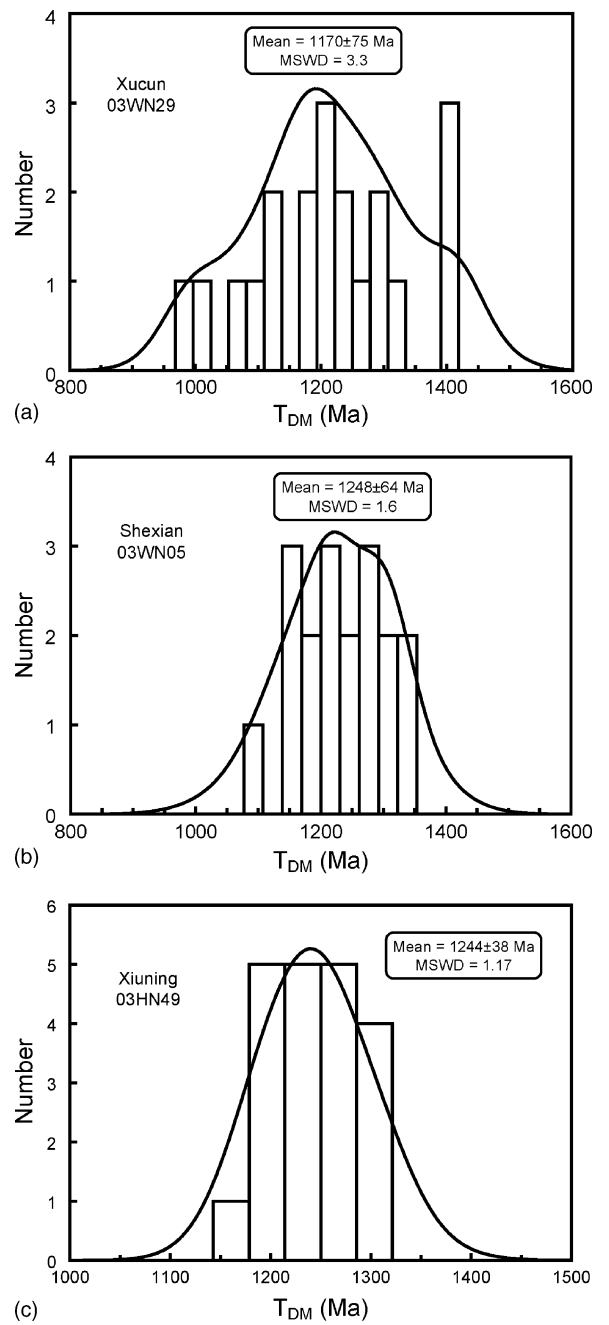 4
Mean = 1170±75 Ma
MSWD = 3.3
Xucun
03WN29
3
2
1
0
Number
800 1000 1200 1400 1600
(a)
TDM (Ma)
4
Mean = 1248±64 Ma
MSWD = 1.6
Shexian
03WN05
3
2
1
0
Number
800 1000 1200 1400 1600
(b)
TDM (Ma)
6
Mean = 1244±38 Ma
MSWD = 1.17
Xiuning
03HN49
5
4
3
2
1
0
Number
1000 1100 1200 1300 1400 1500
(c)
TDM (Ma)